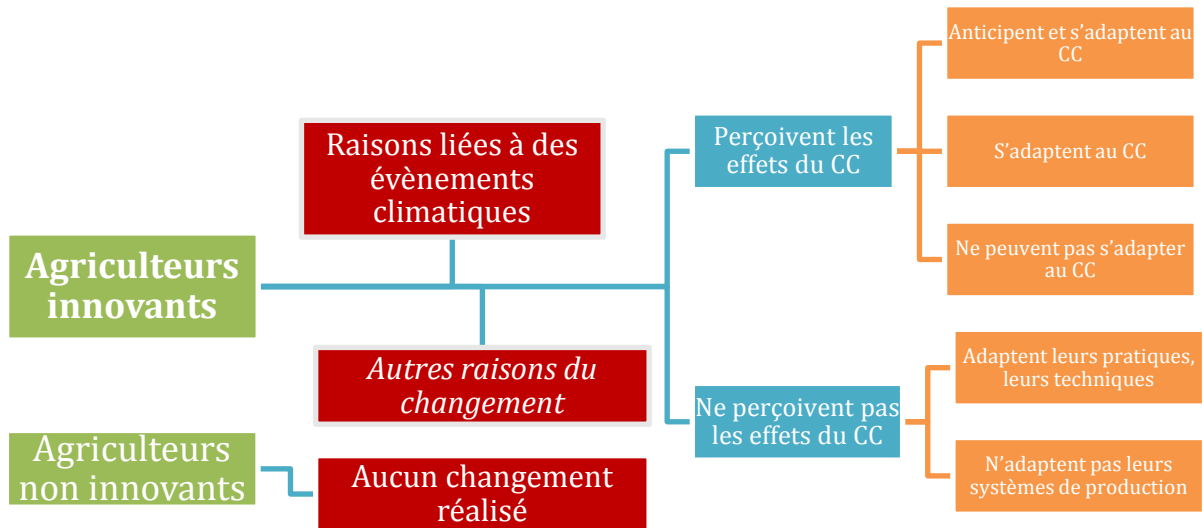 Agriculteurs
innovants
Raisons liées à des
évènements
climatiques
Autres raisons du
changement
Perçoivent les
effets du CC
Anticipent et s’adaptent au
CC
S’adaptent au CC
Ne peuvent pas s’adapter
au CC
Ne perçoivent pas
les effets du CC
Adaptent leurs pratiques,
leurs techniques
N’adaptent pas leurs
systèmes de production
Agriculteurs
non innovants
Aucun changement
réalisé